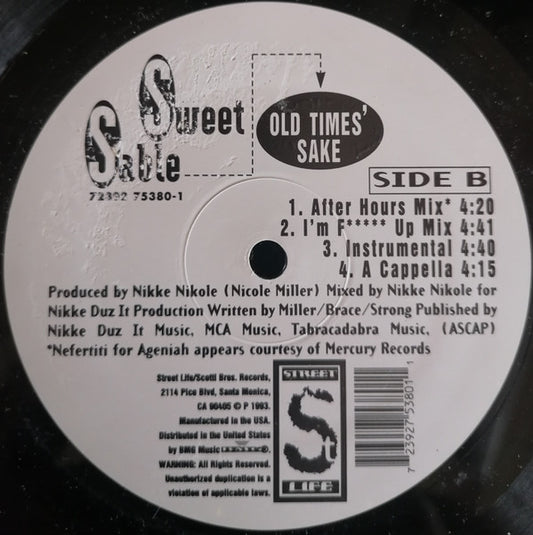 Sweet
Sable
72392 75380-1
OLD TIMES'
SAKE
SIDE B
1. After Hours Mix* 4:20
2. I'm F***** Up Mix 4:41
3. Instrumental 4:40
4. A Cappella 4:15
Produced by Nikke Nikole (Nicole Miller) Mixed by Nikke Nikole for
Nikke Duz It Production Written by Miller/Brace/Strong Published by
Nikke Duz It Music, MCA Music, Tabracadabra Music, (ASCAP)
*Nefertiti for Ageniah appears courtesy of Mercury Records
Street Life/Scotti Bros. Records,
2114 Pico Blvd, Santa Monica,
CA 90405 © P 1993.
Manufactured in the USA.
Distributed in the United States
by BMG Music
WARNING: All Rights Reserved.
Unauthorized duplication is a
violation of applicable laws.
STREET
St
LIFE
7 23927 53801 1